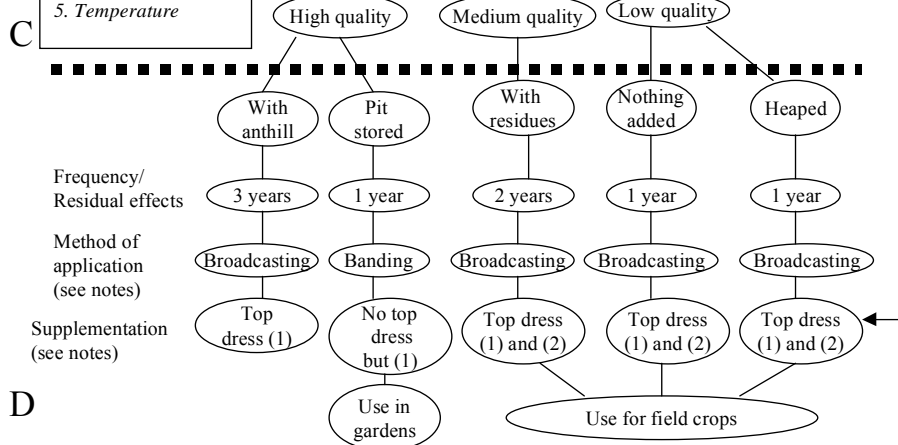 5. Temperature
C
High quality
Medium quality
Low quality
With
anthill
Pit
stored
With
residues
Nothing
added
Heaped
Frequency/
Residual effects
3 years
1 year
2 years
1 year
1 year
Method of
application
(see notes)
Broadcasting
Banding
Broadcasting
Broadcasting
Broadcasting
Supplementation
(see notes)
Top
dress (1)
No top
dress
but (1)
Top dress
(1) and (2)
Top dress
(1) and (2)
Top dress
(1) and (2)
D
Use in
gardens
Use for field crops